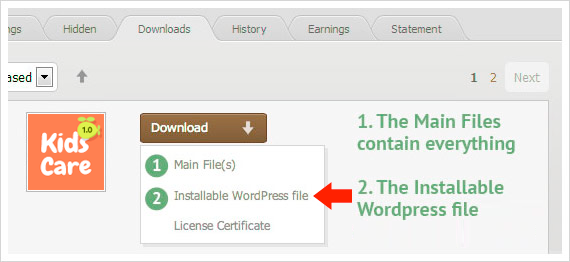 ngs Hidden Downloads History Earnings Statement
ased 1 2 Next
Kids Care 1.0
Download
1 Main File(s)
2 Installable WordPress file
License Certificate
1. The Main Files
contain everything
2. The Installable
Wordpress file